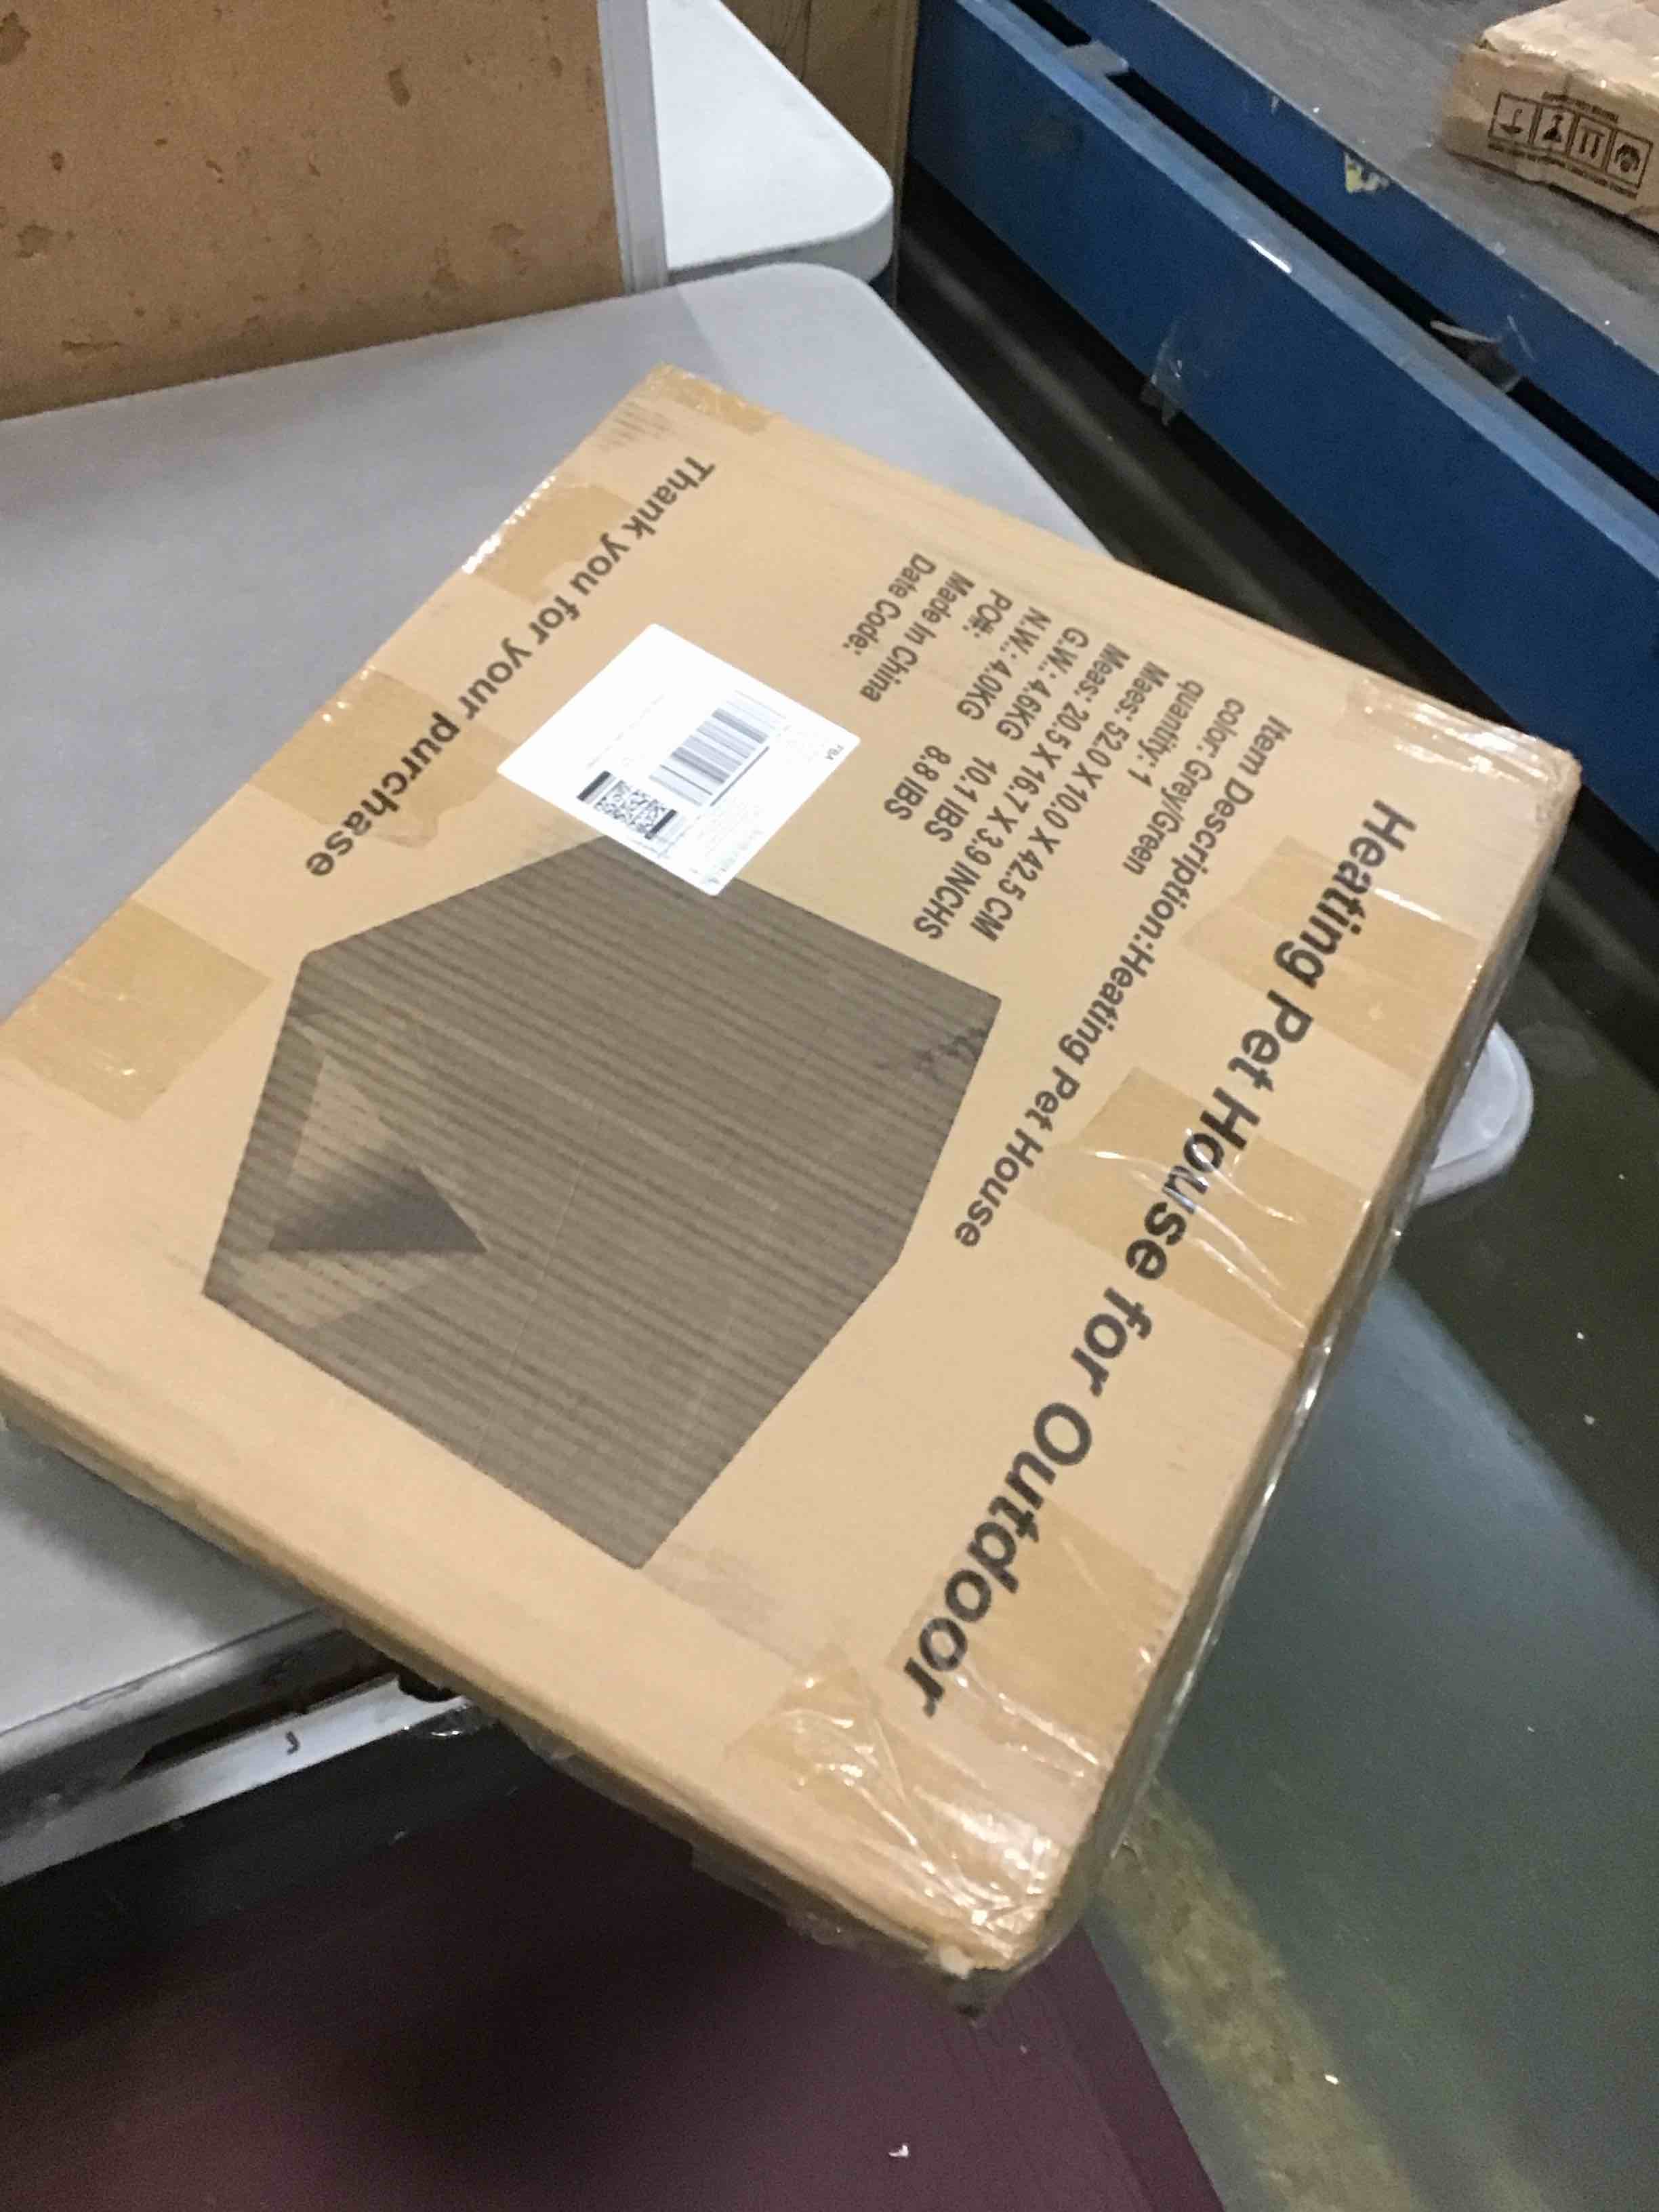 Heating Pet House for Outdoor
Item Description:Heating Pet House
color: Grey/Green
quantity: 1
Maes: 52.0 X 10.0 X 42.5 CM
Meas: 20.5 X 16.7 X 3.9 INCHS
G.W.: 4.6KG 10.1 IBS
N.W.: 4.0KG 8.8 IBS
PO#:
Made In China
Date Code:
FBA
Thank you for your purchase